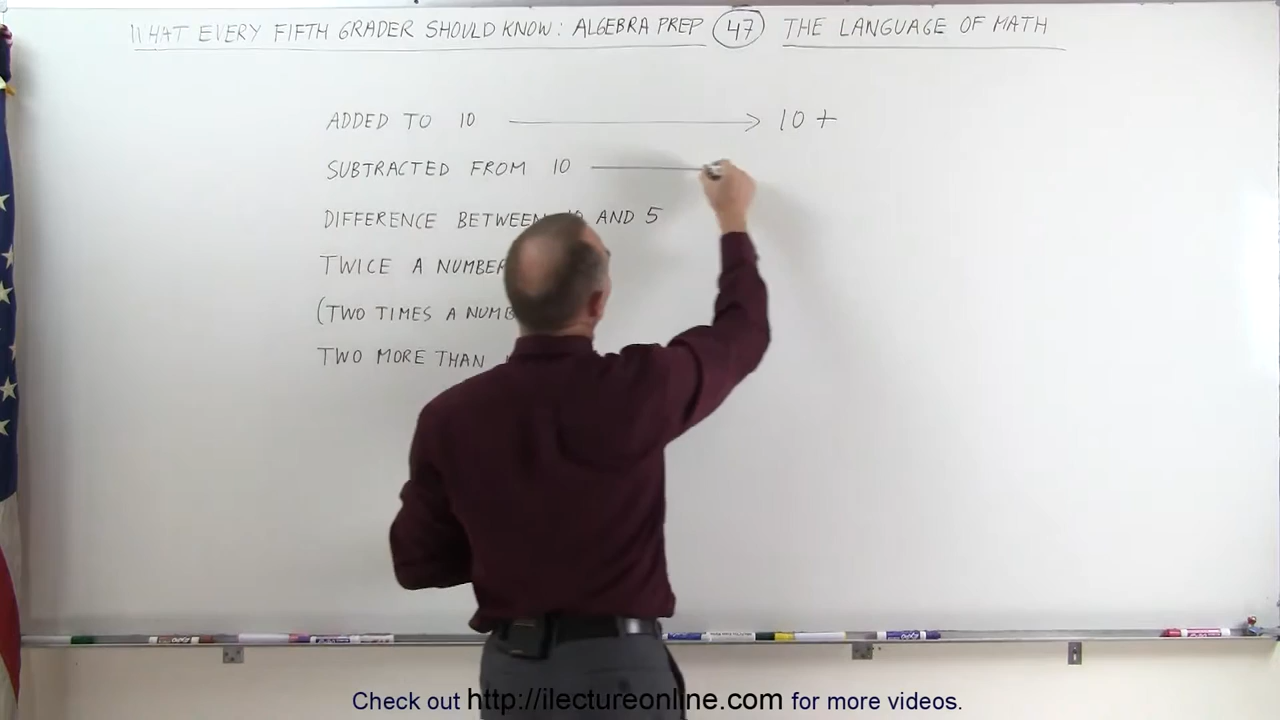 WHAT EVERY FIFTH GRADER SHOULD KNOW: ALGEBRA PREP 47 THE LANGUAGE OF MATH
ADDED TO 10 → 10 +
SUBTRACTED FROM 10
DIFFERENCE BETWEEN AND 5
TWICE A NUMBER
(TWO TIMES A
TWO MORE THAN
Check out http://ilectureonline.com for more videos.